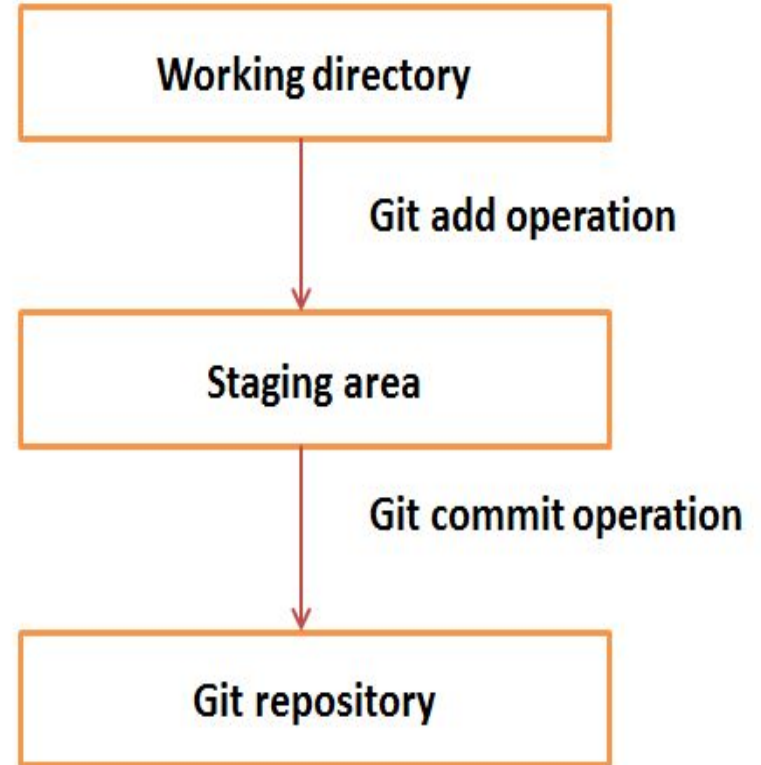 Working directory
Git add operation
Staging area
Git commit operation
Git repository